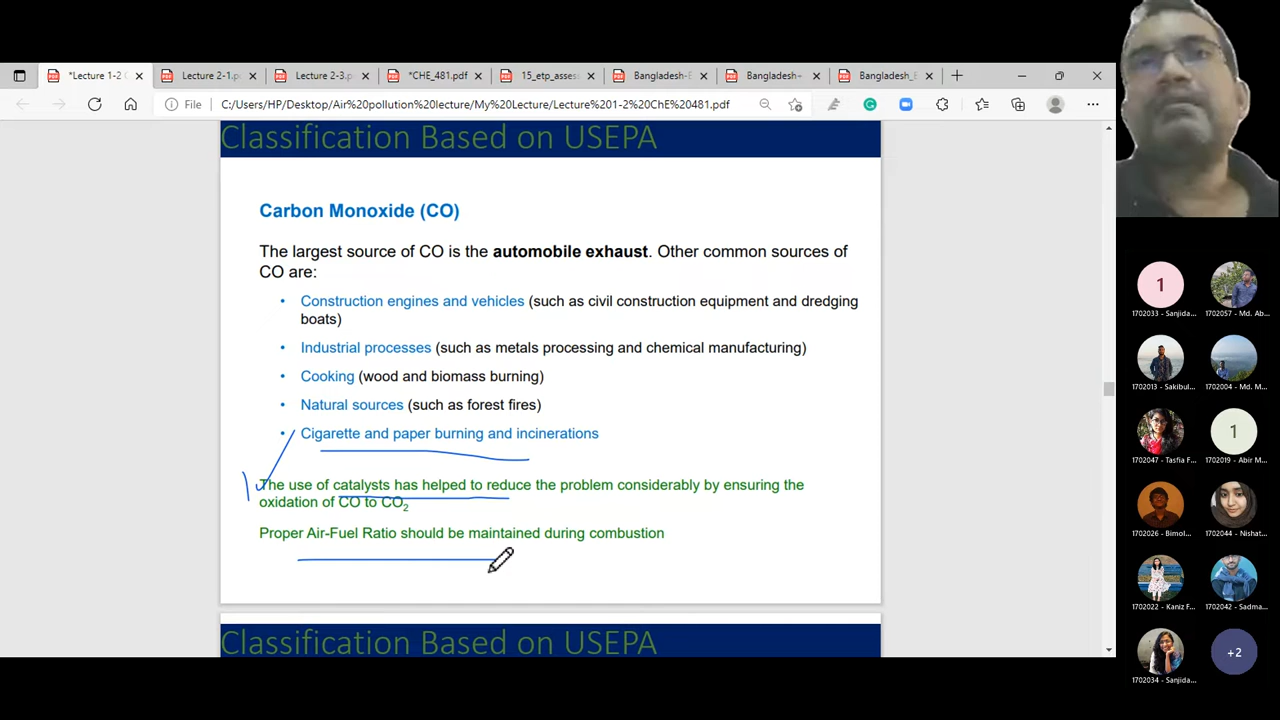 *Lecture 1-2 C
Lecture 2-1.p
Lecture 2-3.p
*CHE_481.pdf
15_etp_asses
Bangladesh-E
Bangladesh-
Bangladesh_E
File
C:/Users/HP/Desktop/Air%20pollution%20lecture/My%20Lecture/Lecture%201-2%20ChE%20481.pdf
Classification Based on USEPA
Carbon Monoxide (CO)
The largest source of CO is the automobile exhaust. Other common sources of
CO are:
• Construction engines and vehicles (such as civil construction equipment and dredging
boats)
• Industrial processes (such as metals processing and chemical manufacturing)
• Cooking (wood and biomass burning)
• Natural sources (such as forest fires)
• Cigarette and paper burning and incinerations
The use of catalysts has helped to reduce the problem considerably by ensuring the
oxidation of CO to CO2
Proper Air-Fuel Ratio should be maintained during combustion
Classification Based on USEPA
1
1702033 - Sanjida...
1702057 - Md. Ab...
1702013 - Sakibul...
1702004 - Md. M...
1
1702047 - Tasfia F...
1702019 - Abir M...
1702026 - Bimol...
1702044 - Nishat...
1702022 - Kaniz F...
1702042 - Sadma...
+2
1702034 - Sanjida...